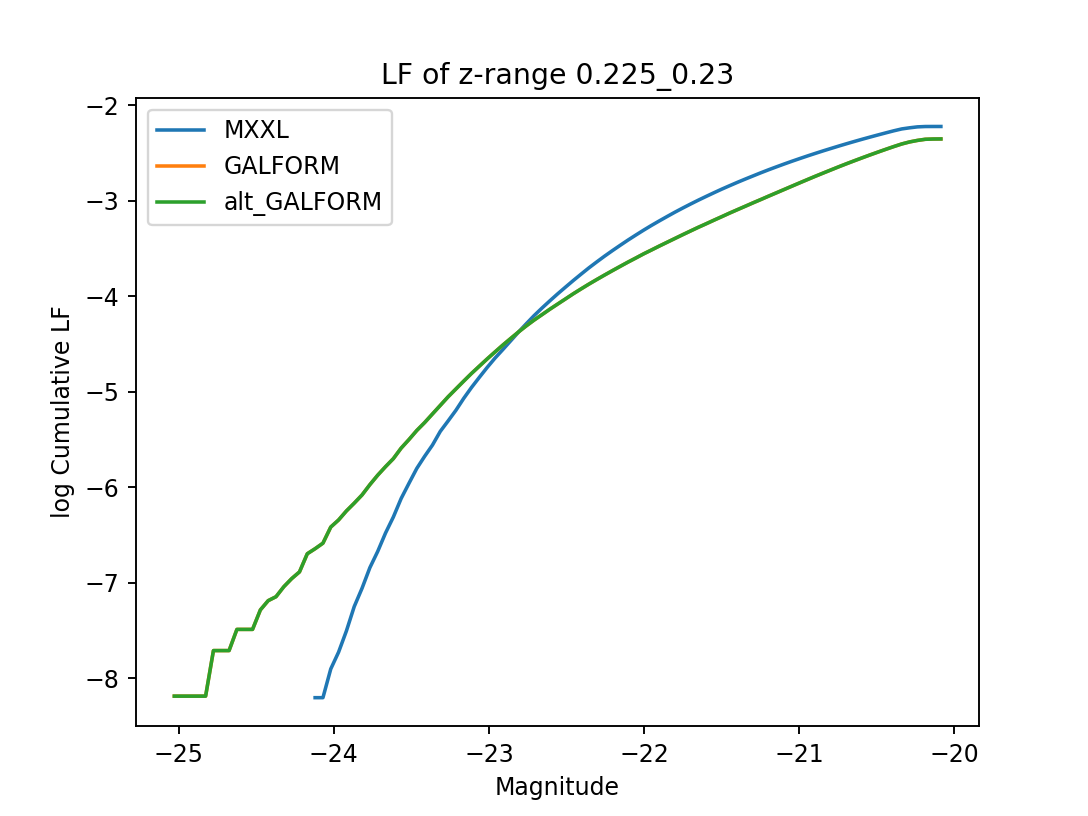 LF of z-range 0.225_0.23
MXXL
GALFORM
alt_GALFORM
log Cumulative LF
−2
−3
−4
−5
−6
−7
−8
−25
−24
−23
−22
−21
−20
Magnitude